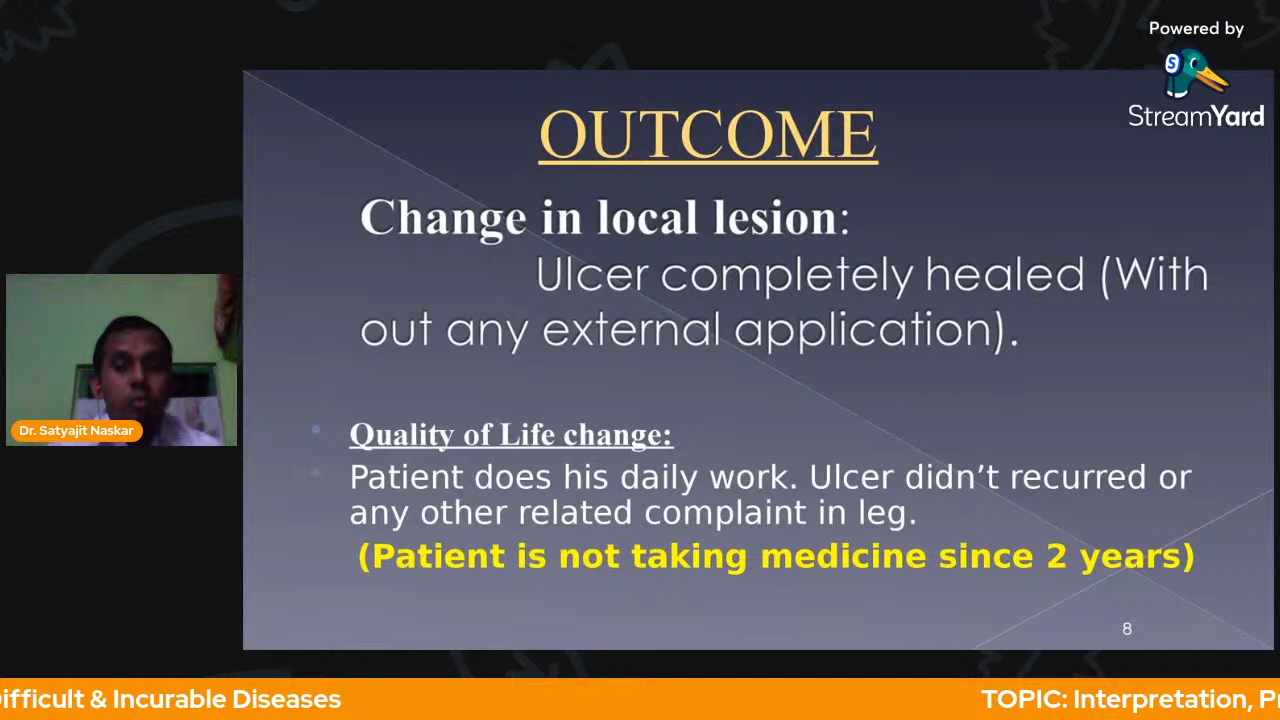 Powered by
StreamYard
OUTCOME
Change in local lesion:
Ulcer completely healed (With
out any external application).
Quality of Life change:
Patient does his daily work. Ulcer didn’t recurred or
any other related complaint in leg.
(Patient is not taking medicine since 2 years)
8
Dr. Satyajit Naskar
ifficult & Incurable Diseases
TOPIC: Interpretation, Pr